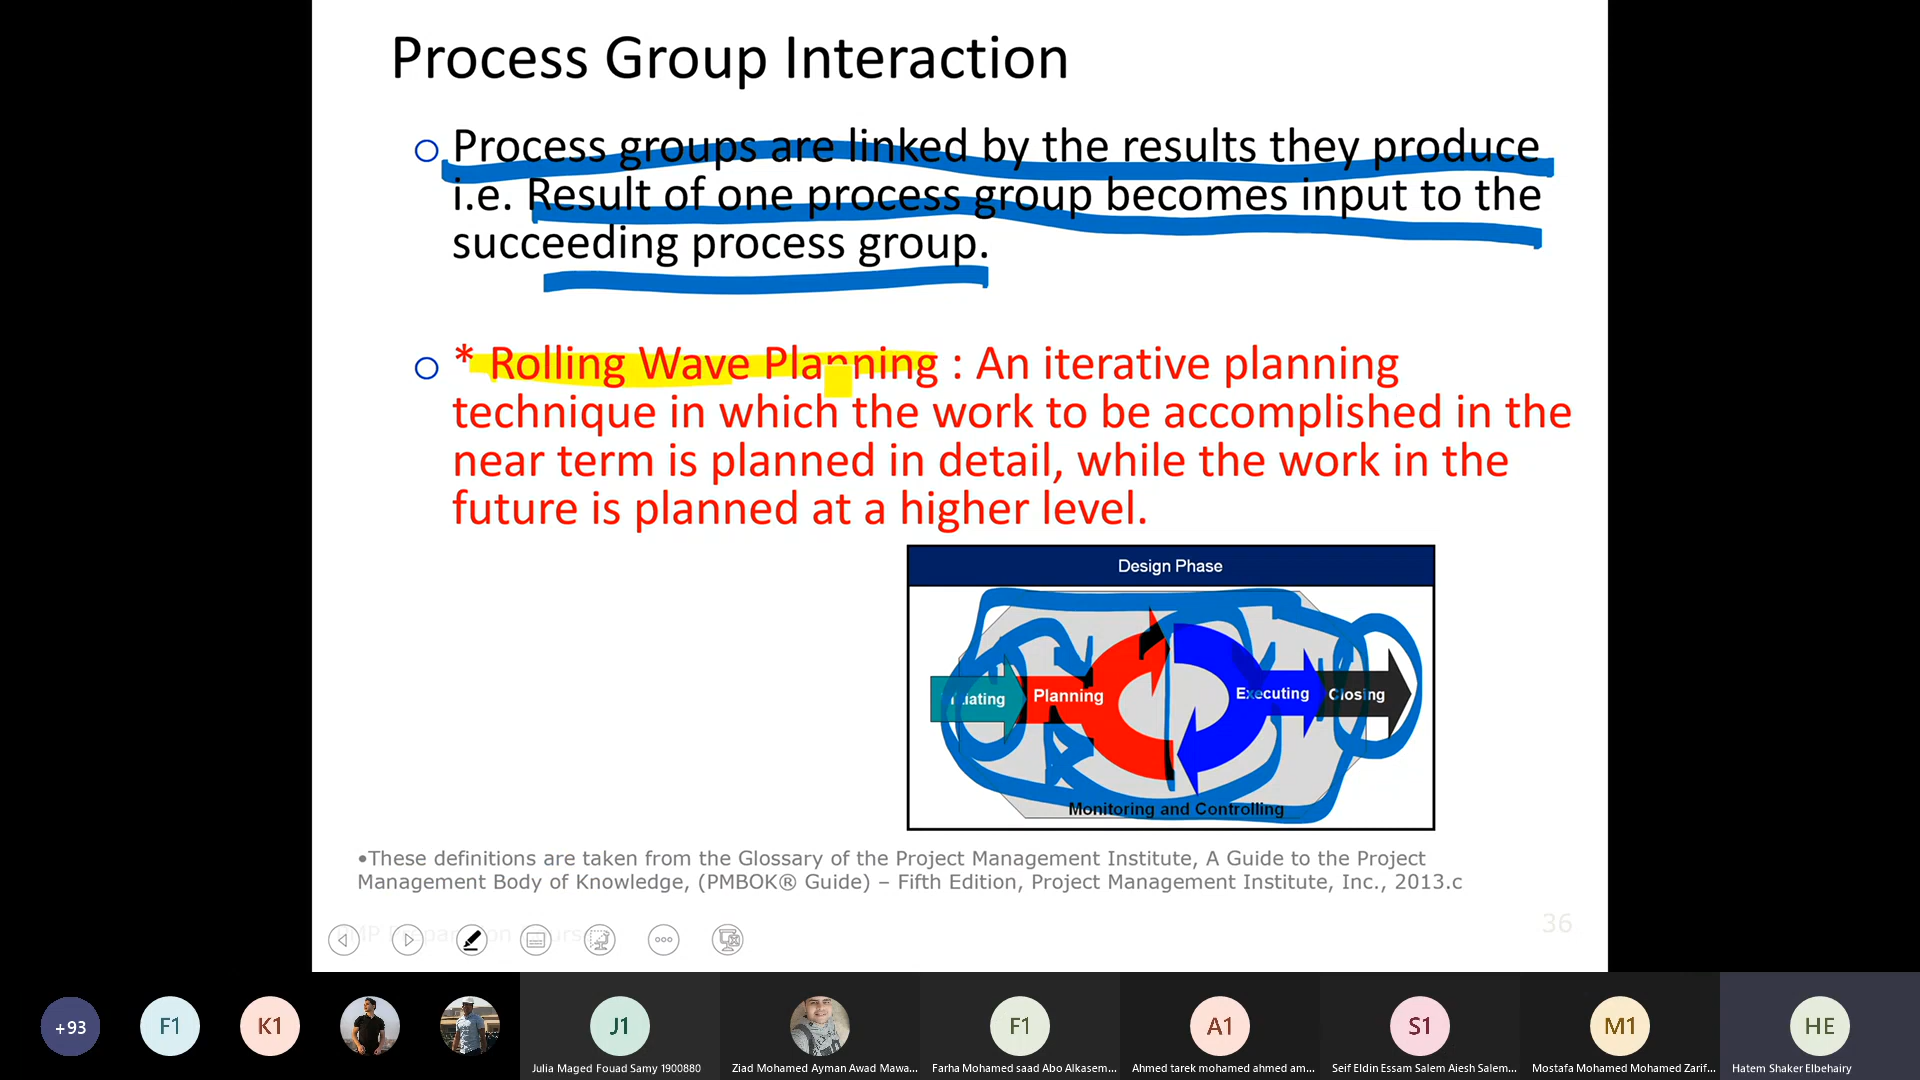 Process Group Interaction
Process groups are linked by the results they produce
i.e. Result of one process group becomes input to the
succeeding process group.
* Rolling Wave Planning : An iterative planning
technique in which the work to be accomplished in the
near term is planned in detail, while the work in the
future is planned at a higher level.
Design Phase
Planning
Executing
Closing
Monitoring and Controlling
•These definitions are taken from the Glossary of the Project Management Institute, A Guide to the Project
Management Body of Knowledge, (PMBOK® Guide) – Fifth Edition, Project Management Institute, Inc., 2013.c
36
+93
F1
K1
J1
F1
A1
S1
M1
HE
Julia Maged Fouad Samy 1900880
Ziad Mohamed Ayman Awad Mawa...
Farha Mohamed saad Abo Alkasem...
Ahmed tarek mohamed ahmed am...
Seif Eldin Essam Salem Aiesh Salem...
Mostafa Mohamed Mohamed Zarif...
Hatem Shaker Elbehairy